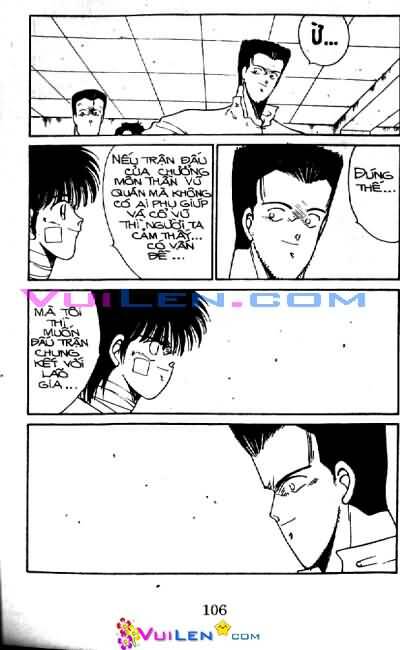 Ừ...
NẾU TRẬN ĐẤU
CỦA CHƯỞNG
MÔN THẦN VŨ
QUÁN MÀ KHÔNG
CÓ AI PHỤ GIÚP
VÀ CỔ VŨ
THÌ NGƯỜI TA
CẢM THẤY...
CÓ VẤN
ĐỀ...
ĐÚNG
THẾ...
VUILEN.COM
MÀ TÔI
THÌ
MUỐN
ĐẤU TRẬN
CHUNG
KẾT VỚI
LÃO
GIA...
106
VUILEN.COM